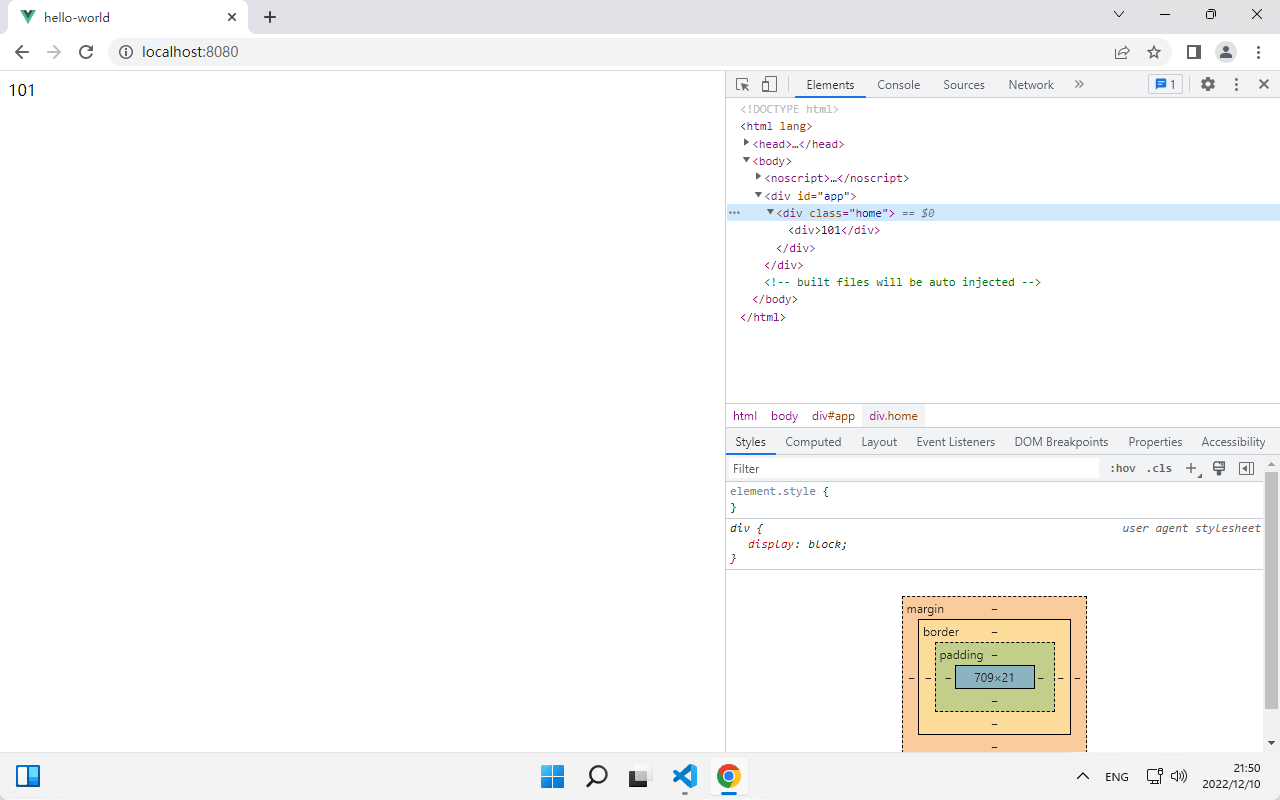 hello-world
localhost:8080
101
Elements Console Sources Network » 1
<!DOCTYPE html>
<html lang>
<head>…</head>
<body>
<noscript>…</noscript>
<div id="app">
<div class="home"> == $0
<div>101</div>
</div>
</div>
<!-- built files will be auto injected -->
</body>
</html>
html body div#app div.home
Styles Computed Layout Event Listeners DOM Breakpoints Properties Accessibility
Filter :hov .cls +
element.style {
}
div { user agent stylesheet
display: block;
}
margin –
border –
padding –
– – – 709×21 – – –
–
–
–
ENG
21:50
2022/12/10